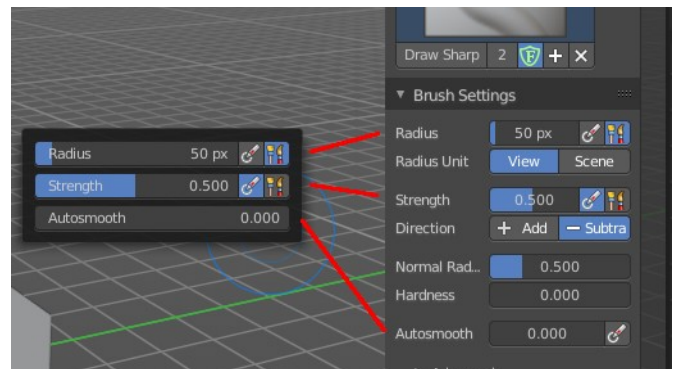 Draw Sharp 2
Brush Settings
Radius 50 px
Radius Unit View Scene
Strength 0.500
Direction + Add − Subtra
Normal Rad... 0.500
Hardness 0.000
Autosmooth 0.000
Radius 50 px
Strength 0.500
Autosmooth 0.000